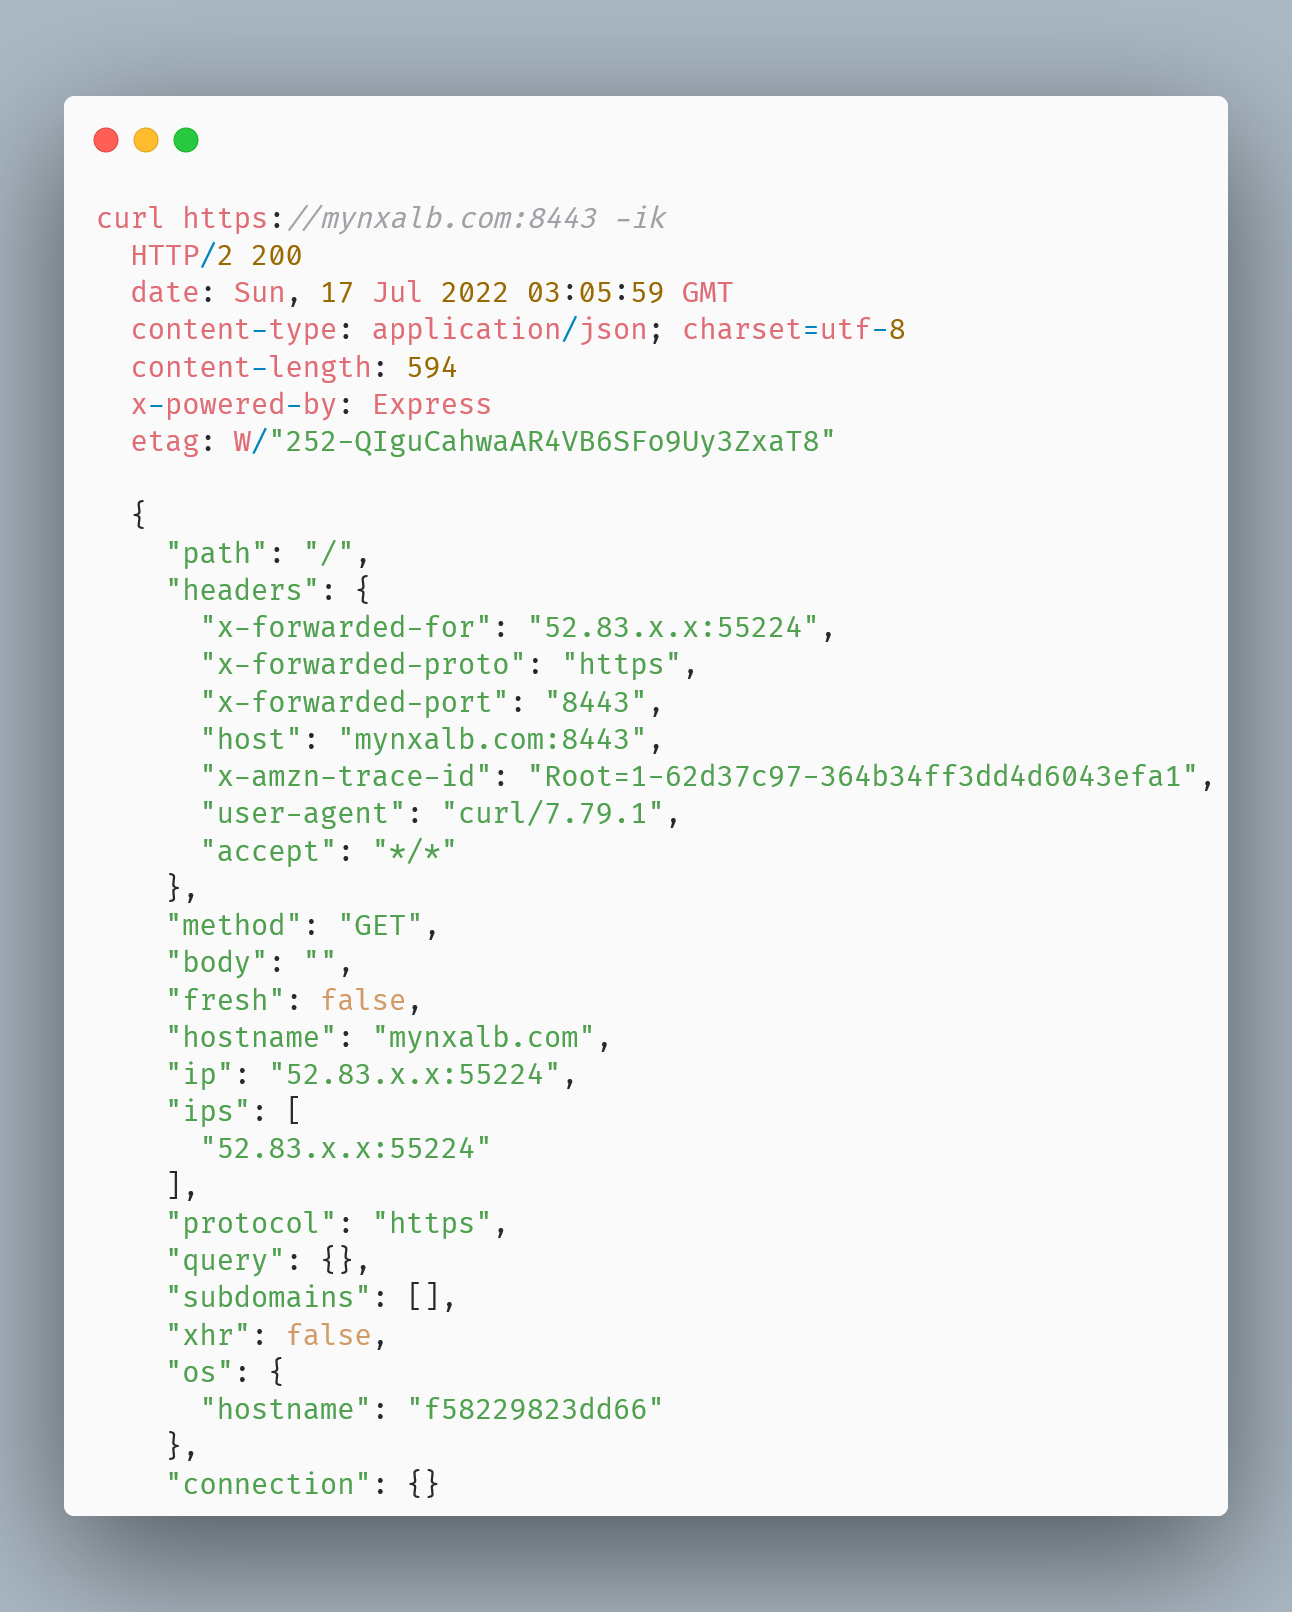 curl https://mynxalb.com:8443 -ik
  HTTP/2 200
  date: Sun, 17 Jul 2022 03:05:59 GMT
  content-type: application/json; charset=utf-8
  content-length: 594
  x-powered-by: Express
  etag: W/"252-QIguCahwaAR4VB6SFo9Uy3ZxaT8"

  {
    "path": "/",
    "headers": {
      "x-forwarded-for": "52.83.x.x:55224",
      "x-forwarded-proto": "https",
      "x-forwarded-port": "8443",
      "host": "mynxalb.com:8443",
      "x-amzn-trace-id": "Root=1-62d37c97-364b34ff3dd4d6043efa1",
      "user-agent": "curl/7.79.1",
      "accept": "*/*"
    },
    "method": "GET",
    "body": "",
    "fresh": false,
    "hostname": "mynxalb.com",
    "ip": "52.83.x.x:55224",
    "ips": [
      "52.83.x.x:55224"
    ],
    "protocol": "https",
    "query": {},
    "subdomains": [],
    "xhr": false,
    "os": {
      "hostname": "f58229823dd66"
    },
    "connection": {}